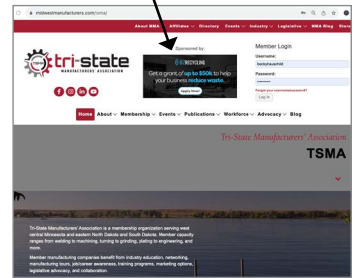 midwestmanufacturers.com/tsma/
About MMA Affiliates Directory Events Industry Legislative MMA Blog Store
tri-state
MANUFACTURERS ASSOCIATION
Sponsored by:
RECYCLING
Get a grant of up to $50k to help
your business reduce waste.
Apply Now!
Member Login
Username:
Password:
Forgot your username/password?
Log in
Home About Membership Events Publications Workforce Advocacy Blog
Tri-State Manufacturers' Association
TSMA
Tri-State Manufacturers' Association is a membership organization serving west
central Minnesota and eastern North Dakota and South Dakota. Member capacity
ranges from welding to machining, turning to grinding, plating to engineering, and
more.
Member manufacturing companies benefit from industry education, networking,
manufacturing tours, job/career awareness, training programs, marketing options,
legislative advocacy, and collaboration.